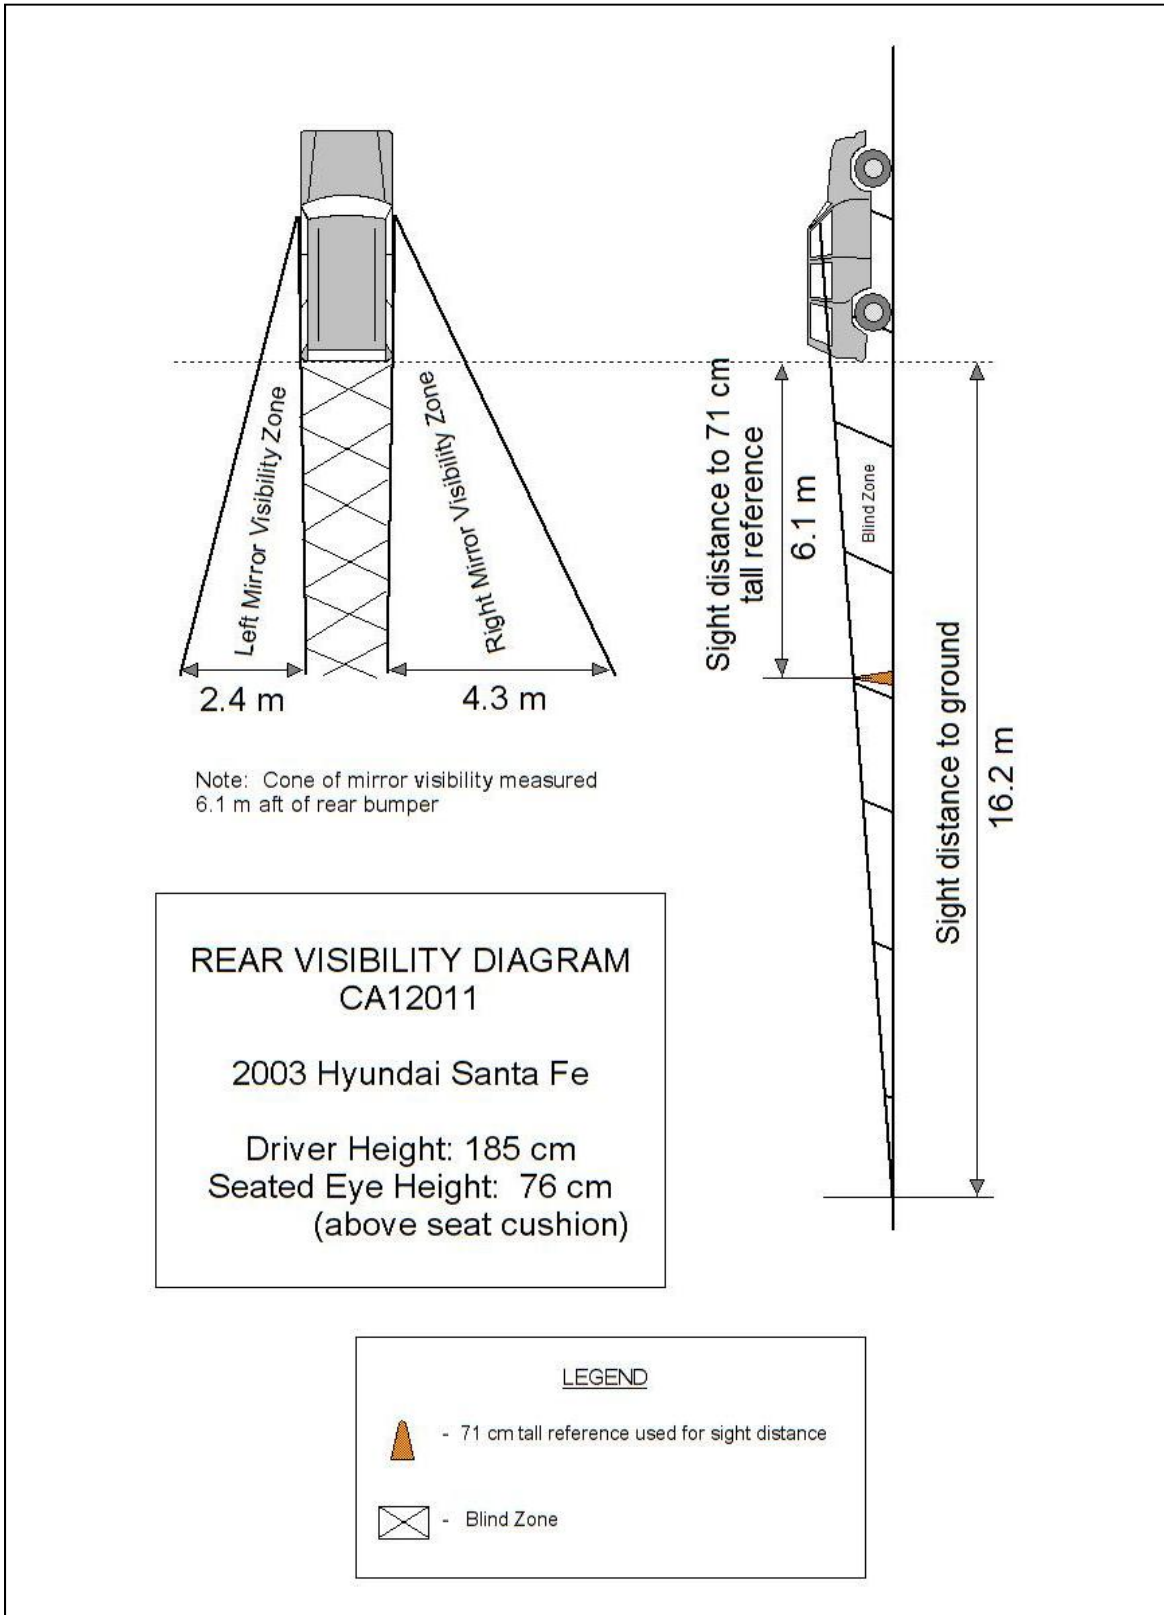 Left Mirror Visibility Zone
Right Mirror Visibility Zone
2.4 m
4.3 m
Note: Cone of mirror visibility measured
6.1 m aft of rear bumper
Sight distance to 71 cm
tall reference
6.1 m
Blind Zone
Sight distance to ground
16.2 m
REAR VISIBILITY DIAGRAM
CA12011
2003 Hyundai Santa Fe
Driver Height: 185 cm
Seated Eye Height: 76 cm
(above seat cushion)
LEGEND
- 71 cm tall reference used for sight distance
- Blind Zone